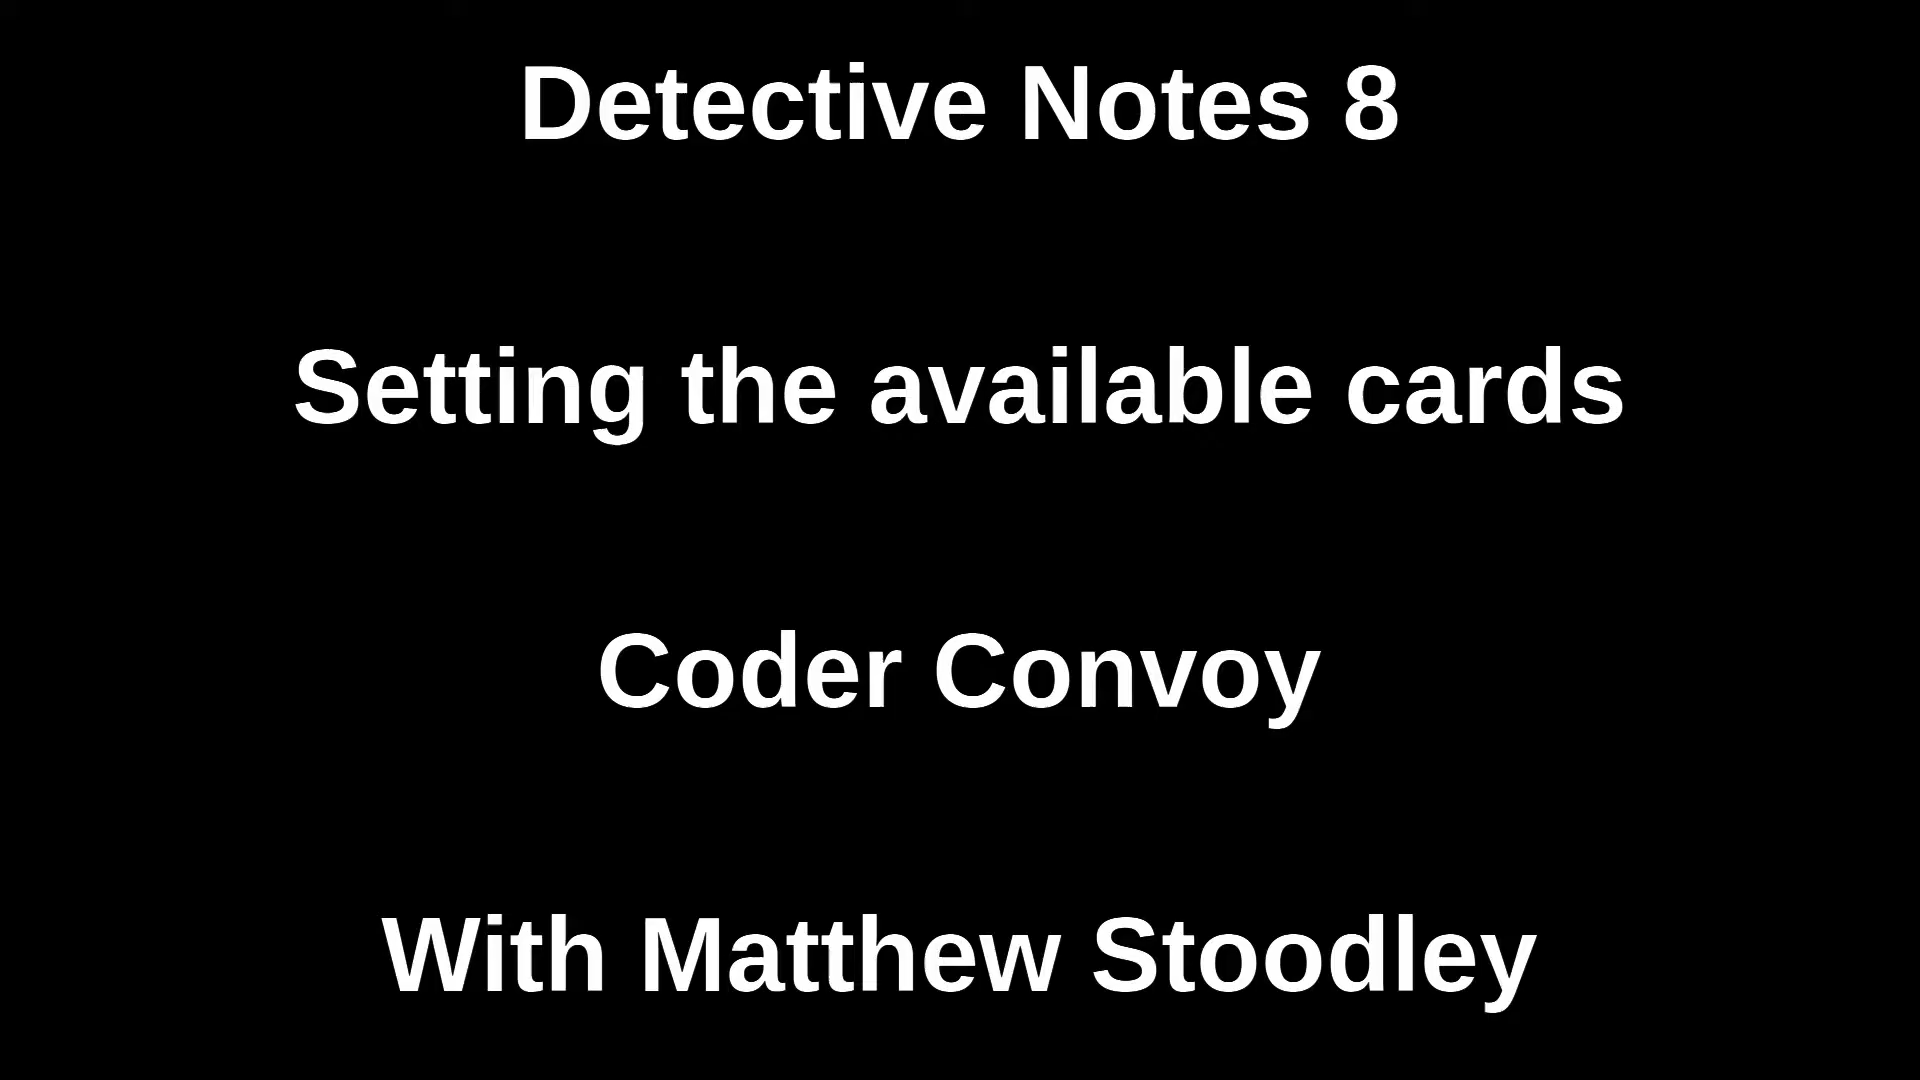 Detective Notes 8
Setting the available cards
Coder Convoy
With Matthew Stoodley